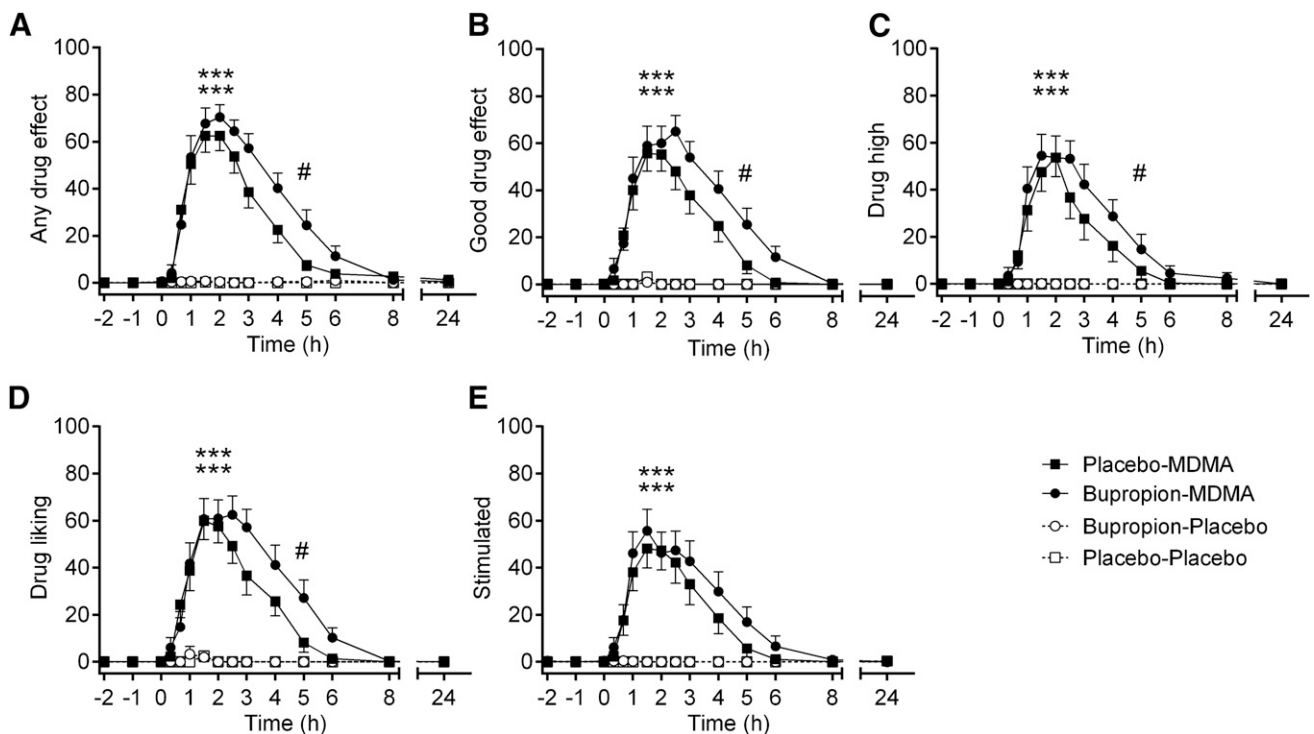 A
Any drug effect
100
80
60
40
20
0
***
***
#
-2 -1 0 1 2 3 4 5 6 8 24
Time (h)
B
Good drug effect
100
80
60
40
20
0
***
***
#
-2 -1 0 1 2 3 4 5 6 8 24
Time (h)
C
Drug high
100
80
60
40
20
0
***
***
#
-2 -1 0 1 2 3 4 5 6 8 24
Time (h)
D
Drug liking
100
80
60
40
20
0
***
***
#
-2 -1 0 1 2 3 4 5 6 8 24
Time (h)
E
Stimulated
100
80
60
40
20
0
***
***
-2 -1 0 1 2 3 4 5 6 8 24
Time (h)
Placebo-MDMA
Bupropion-MDMA
Bupropion-Placebo
Placebo-Placebo